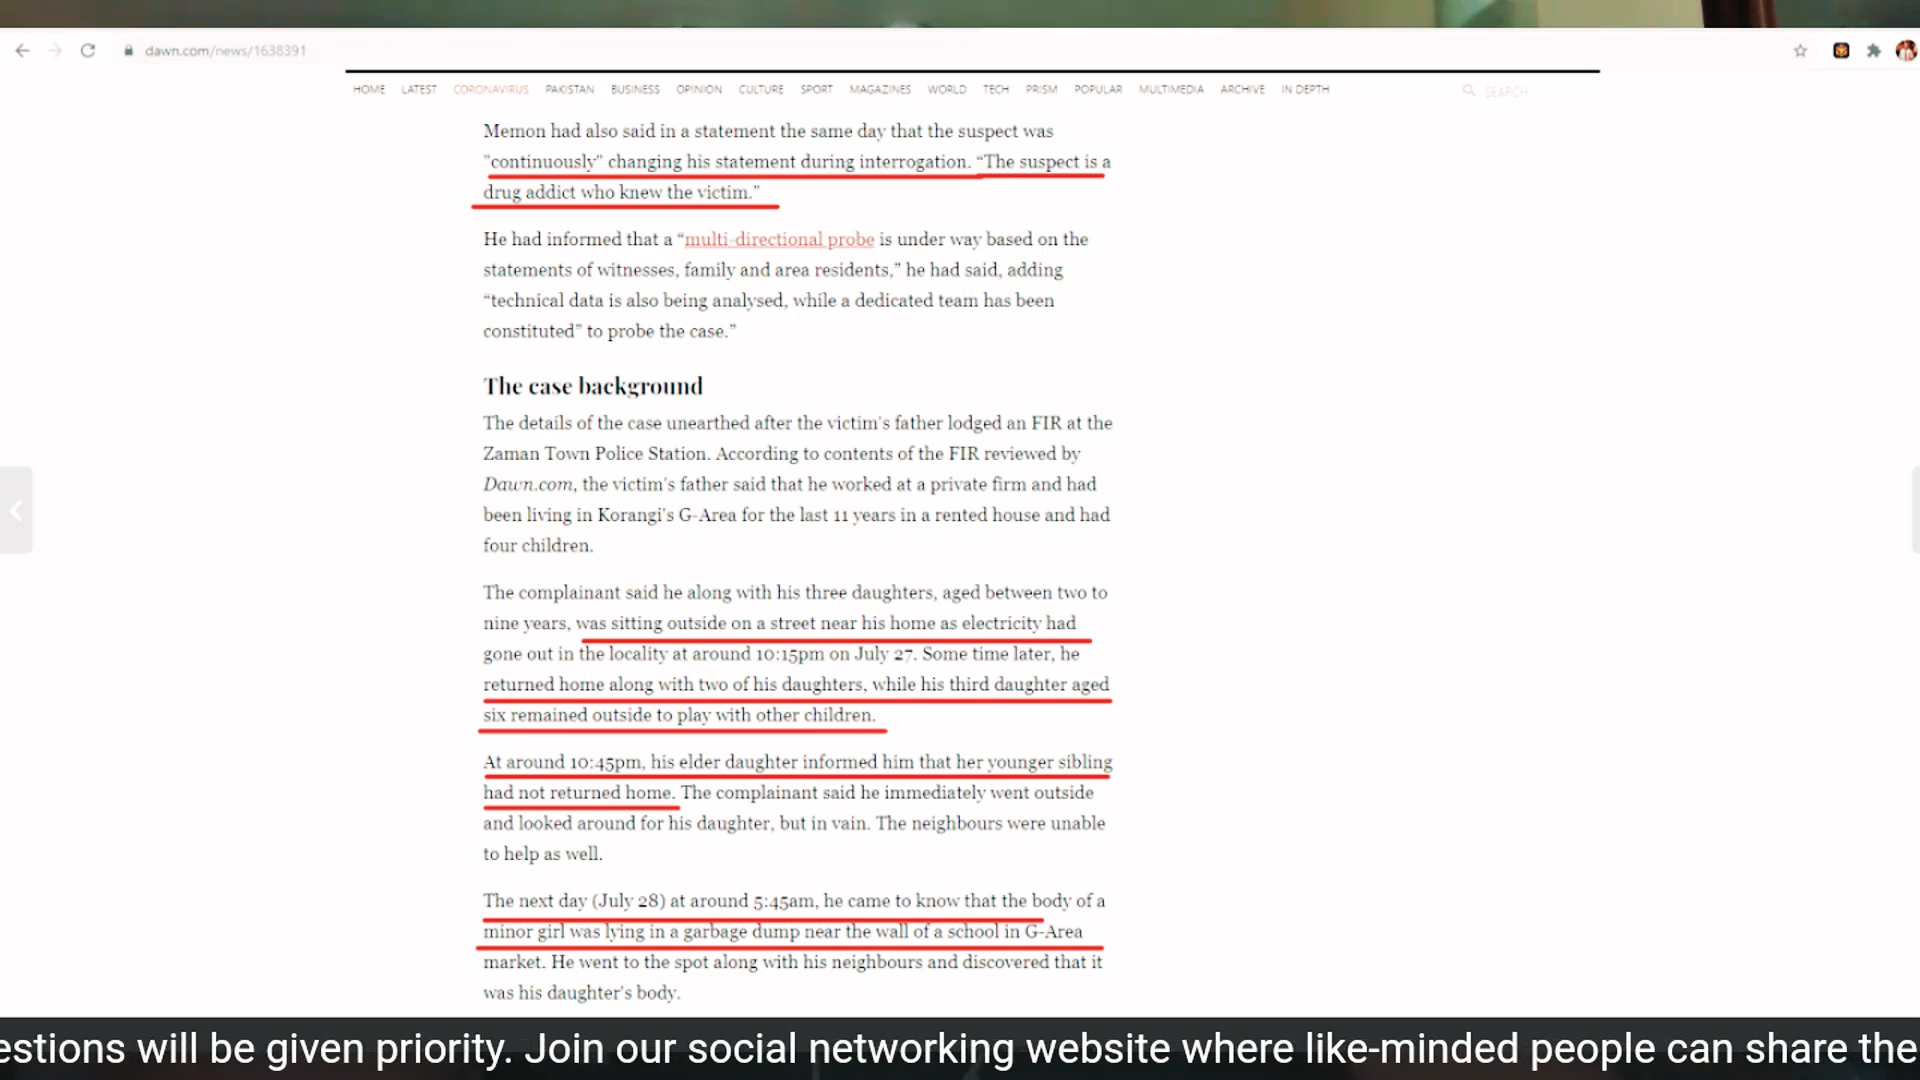 dawn.com/news/1638391
HOME LATEST CORONAVIRUS PAKISTAN BUSINESS OPINION CULTURE SPORT MAGAZINES WORLD TECH PRISM POPULAR MULTIMEDIA ARCHIVE IN DEPTH SEARCH
Memon had also said in a statement the same day that the suspect was
"continuously" changing his statement during interrogation. “The suspect is a
drug addict who knew the victim.”
He had informed that a “multi-directional probe is under way based on the
statements of witnesses, family and area residents,” he had said, adding
“technical data is also being analysed, while a dedicated team has been
constituted” to probe the case.”
The case background
The details of the case unearthed after the victim's father lodged an FIR at the
Zaman Town Police Station. According to contents of the FIR reviewed by
Dawn.com, the victim's father said that he worked at a private firm and had
been living in Korangi's G-Area for the last 11 years in a rented house and had
four children.
The complainant said he along with his three daughters, aged between two to
nine years, was sitting outside on a street near his home as electricity had
gone out in the locality at around 10:15pm on July 27. Some time later, he
returned home along with two of his daughters, while his third daughter aged
six remained outside to play with other children.
At around 10:45pm, his elder daughter informed him that her younger sibling
had not returned home. The complainant said he immediately went outside
and looked around for his daughter, but in vain. The neighbours were unable
to help as well.
The next day (July 28) at around 5:45am, he came to know that the body of a
minor girl was lying in a garbage dump near the wall of a school in G-Area
market. He went to the spot along with his neighbours and discovered that it
was his daughter's body.
estions will be given priority. Join our social networking website where like-minded people can share the